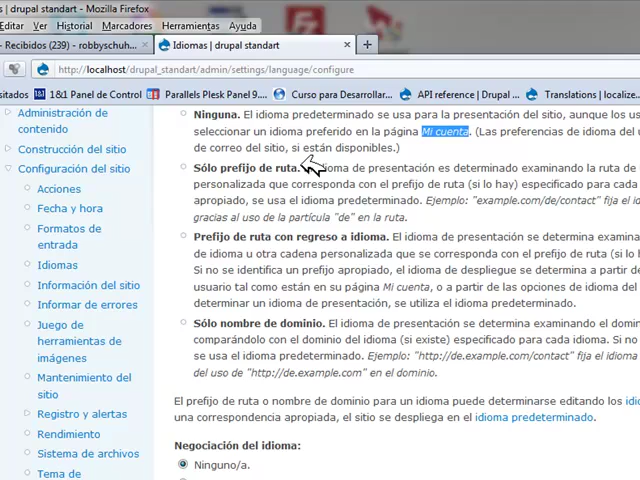 s | drupal standart - Mozilla Firefox
Editar Ver Historial Marcadores Herramientas Ayuda
- Recibidos (239) - robbyschuh... × Idiomas | drupal standart × +
http://localhost/drupal_standart/admin/settings/language/configure
sitados 1&1 Panel de Control Parallels Plesk Panel 9.... Curso para Desarrollar... API reference | Drupal ... Translations | localize.d
Administración de
contenido
Construcción del sitio
Configuración del sitio
Acciones
Fecha y hora
Formatos de
entrada
Idiomas
Información del sitio
Informar de errores
Juego de
herramientas de
imágenes
Mantenimiento del
sitio
Registro y alertas
Rendimiento
Sistema de archivos
Tema de
Ninguna. El idioma predeterminado se usa para la presentación del sitio, aunque los us
seleccionar un idioma preferido en la página Mi cuenta. (Las preferencias de idioma del u
de correo del sitio, si están disponibles.)
Sólo prefijo de ruta. idioma de presentación es determinado examinando la ruta de
personalizada que corresponda con el prefijo de ruta (si lo hay) especificado para cada
apropiado, se usa el idioma predeterminado. Ejemplo: "example.com/de/contact" fija el id
gracias al uso de la partícula "de" en la ruta.
Prefijo de ruta con regreso a idioma. El idioma de presentación se determina examina
de idioma u otra cadena personalizada que se corresponda con el prefijo de ruta (si lo h
Si no se identifica un prefijo apropiado, el idioma de despliegue se determina a partir de
usuario tal como están en su página Mi cuenta, o a partir de las opciones de idioma del
determinar un idioma de presentación, se utiliza el idioma predeterminado.
Sólo nombre de dominio. El idioma de presentación se determina examinando el domin
comparándolo con el dominio del idioma (si existe) especificado para cada idioma. Si no
se usa el idioma predeterminado. Ejemplo: "http://de.example.com/contact" fija el idioma
del uso de "http://de.example.com" en el dominio.
El prefijo de ruta o nombre de dominio para un idioma puede determinarse editando los idio
una correspondencia apropiada, el sitio se despliega en el idioma predeterminado.
Negociación del idioma:
Ninguno/a.